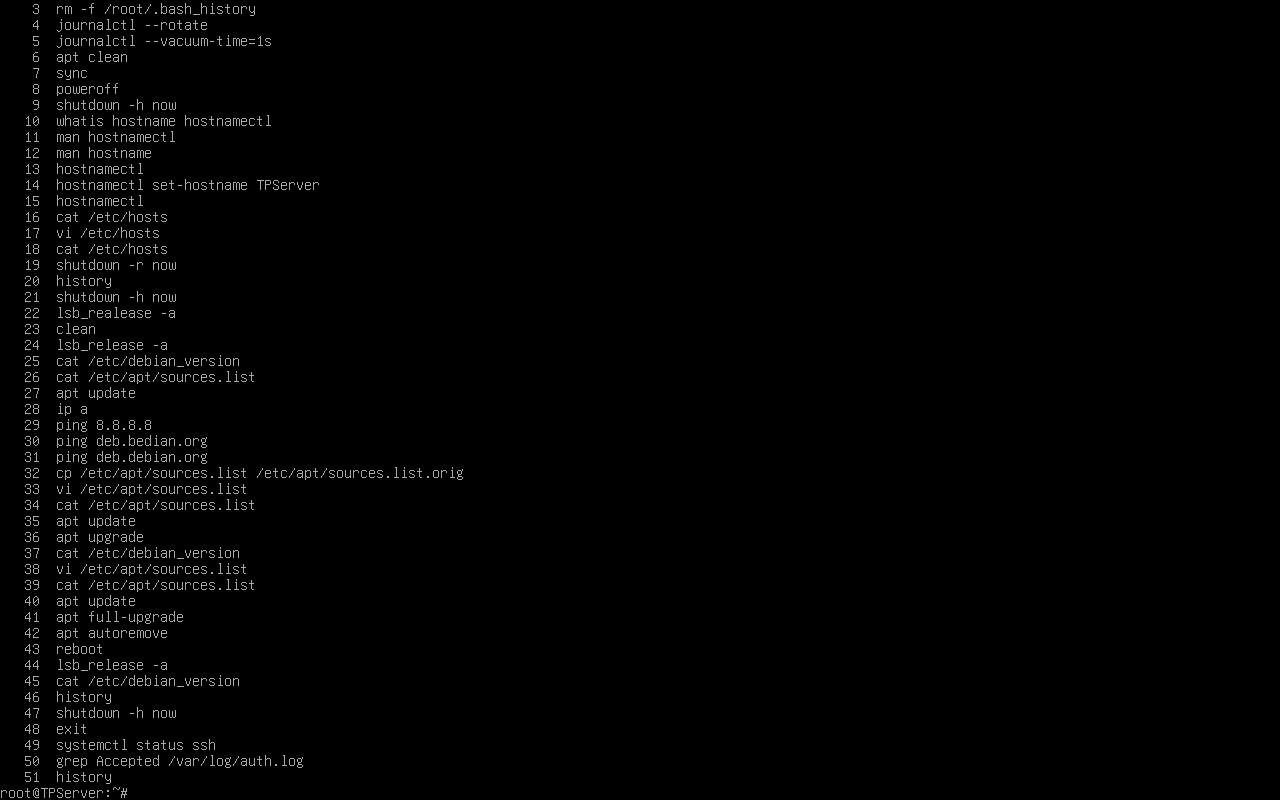 3 rm -f /root/.bash_history
4 journalctl --rotate
5 journalctl --vacuum-time=1s
6 apt clean
7 sync
8 poweroff
9 shutdown -h now
10 whatis hostname hostnamectl
11 man hostnamectl
12 man hostname
13 hostnamectl
14 hostnamectl set-hostname TPServer
15 hostnamectl
16 cat /etc/hosts
17 vi /etc/hosts
18 cat /etc/hosts
19 shutdown -r now
20 history
21 shutdown -h now
22 lsb_realease -a
23 clean
24 lsb_release -a
25 cat /etc/debian_version
26 cat /etc/apt/sources.list
27 apt update
28 ip a
29 ping 8.8.8.8
30 ping deb.bedian.org
31 ping deb.debian.org
32 cp /etc/apt/sources.list /etc/apt/sources.list.orig
33 vi /etc/apt/sources.list
34 cat /etc/apt/sources.list
35 apt update
36 apt upgrade
37 cat /etc/debian_version
38 vi /etc/apt/sources.list
39 cat /etc/apt/sources.list
40 apt update
41 apt full-upgrade
42 apt autoremove
43 reboot
44 lsb_release -a
45 cat /etc/debian_version
46 history
47 shutdown -h now
48 exit
49 systemctl status ssh
50 grep Accepted /var/log/auth.log
51 history
root@TPServer:~#